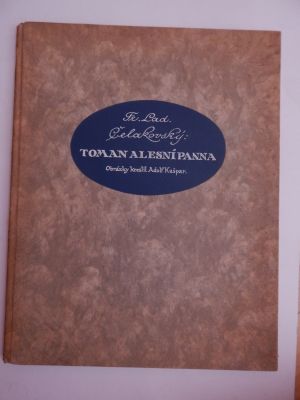 Fr. Lad.
Čelakovský:
TOMAN A LESNÍ PANNA
Obrázky kreslil Adolf Kašpar.